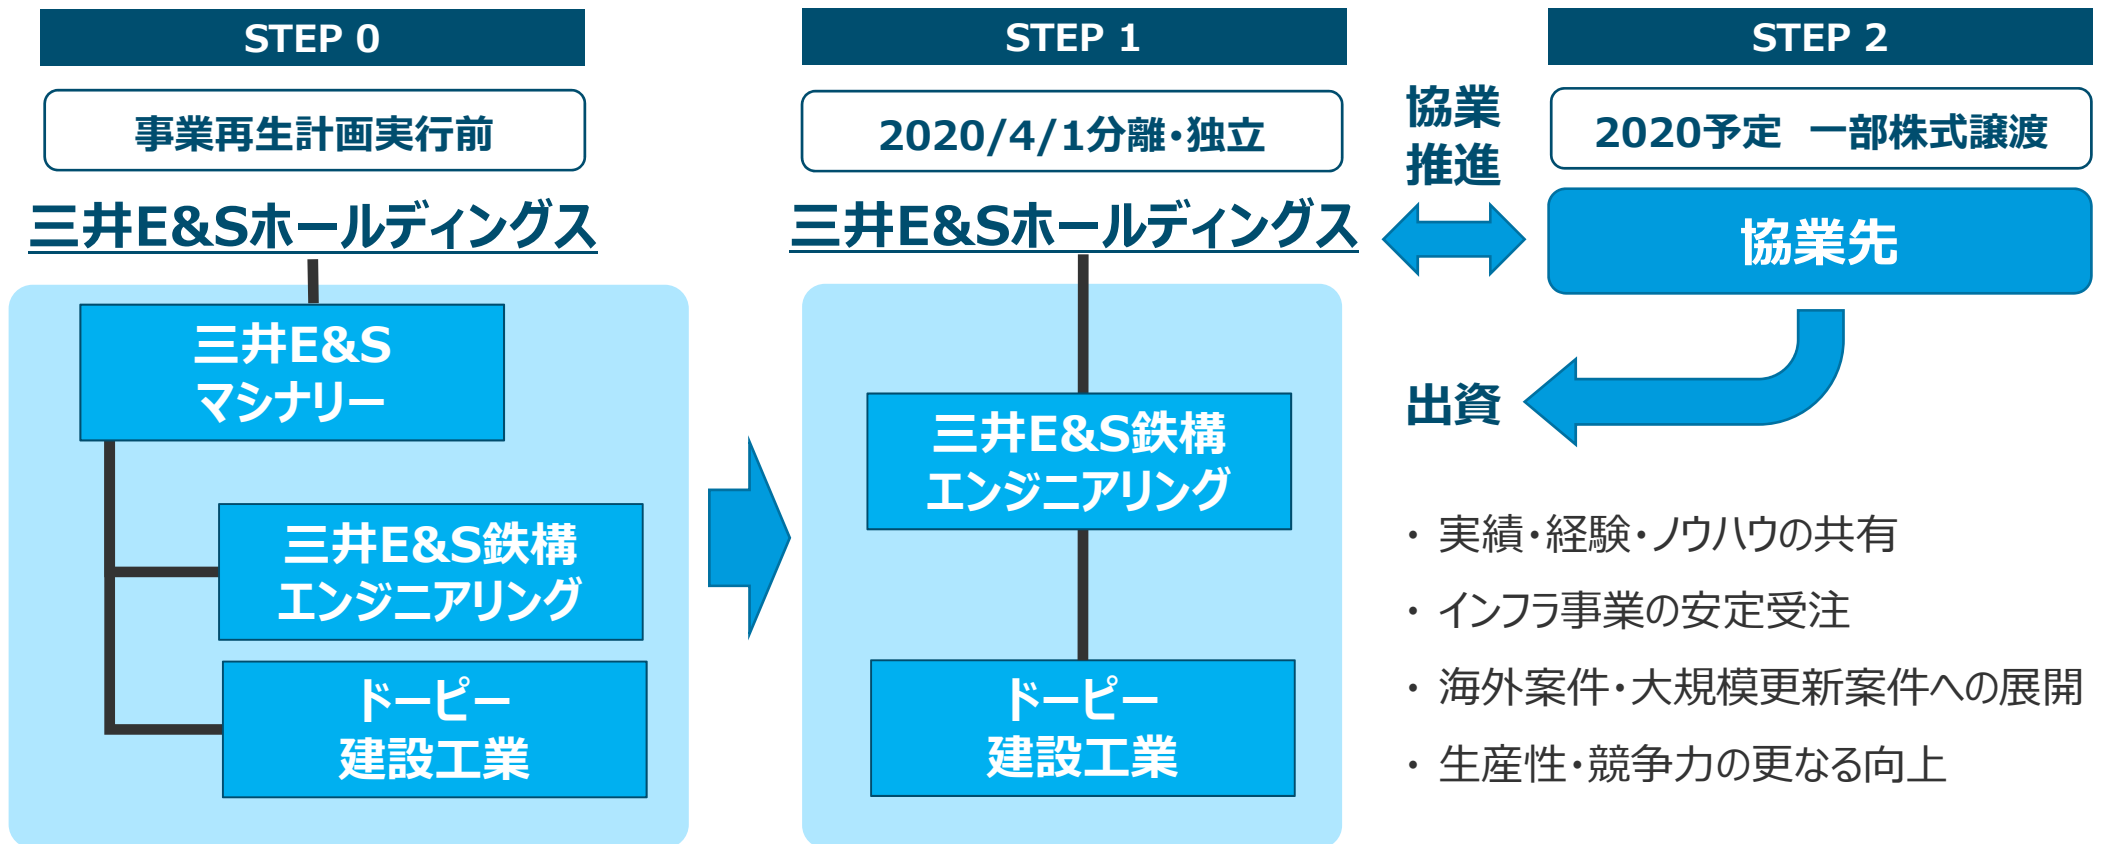 STEP 0
事業再生計画実行前
三井E&Sホールディングス
三井E&S
マシナリー
三井E&S鉄構
エンジニアリング
ドーピー
建設工業
STEP 1
2020/4/1分離・独立
三井E&Sホールディングス
三井E&S鉄構
エンジニアリング
ドーピー
建設工業
協業
推進
出資
STEP 2
2020予定 一部株式譲渡
協業先
・ 実績・経験・ノウハウの共有
・ インフラ事業の安定受注
・ 海外案件・大規模更新案件への展開
・ 生産性・競争力の更なる向上